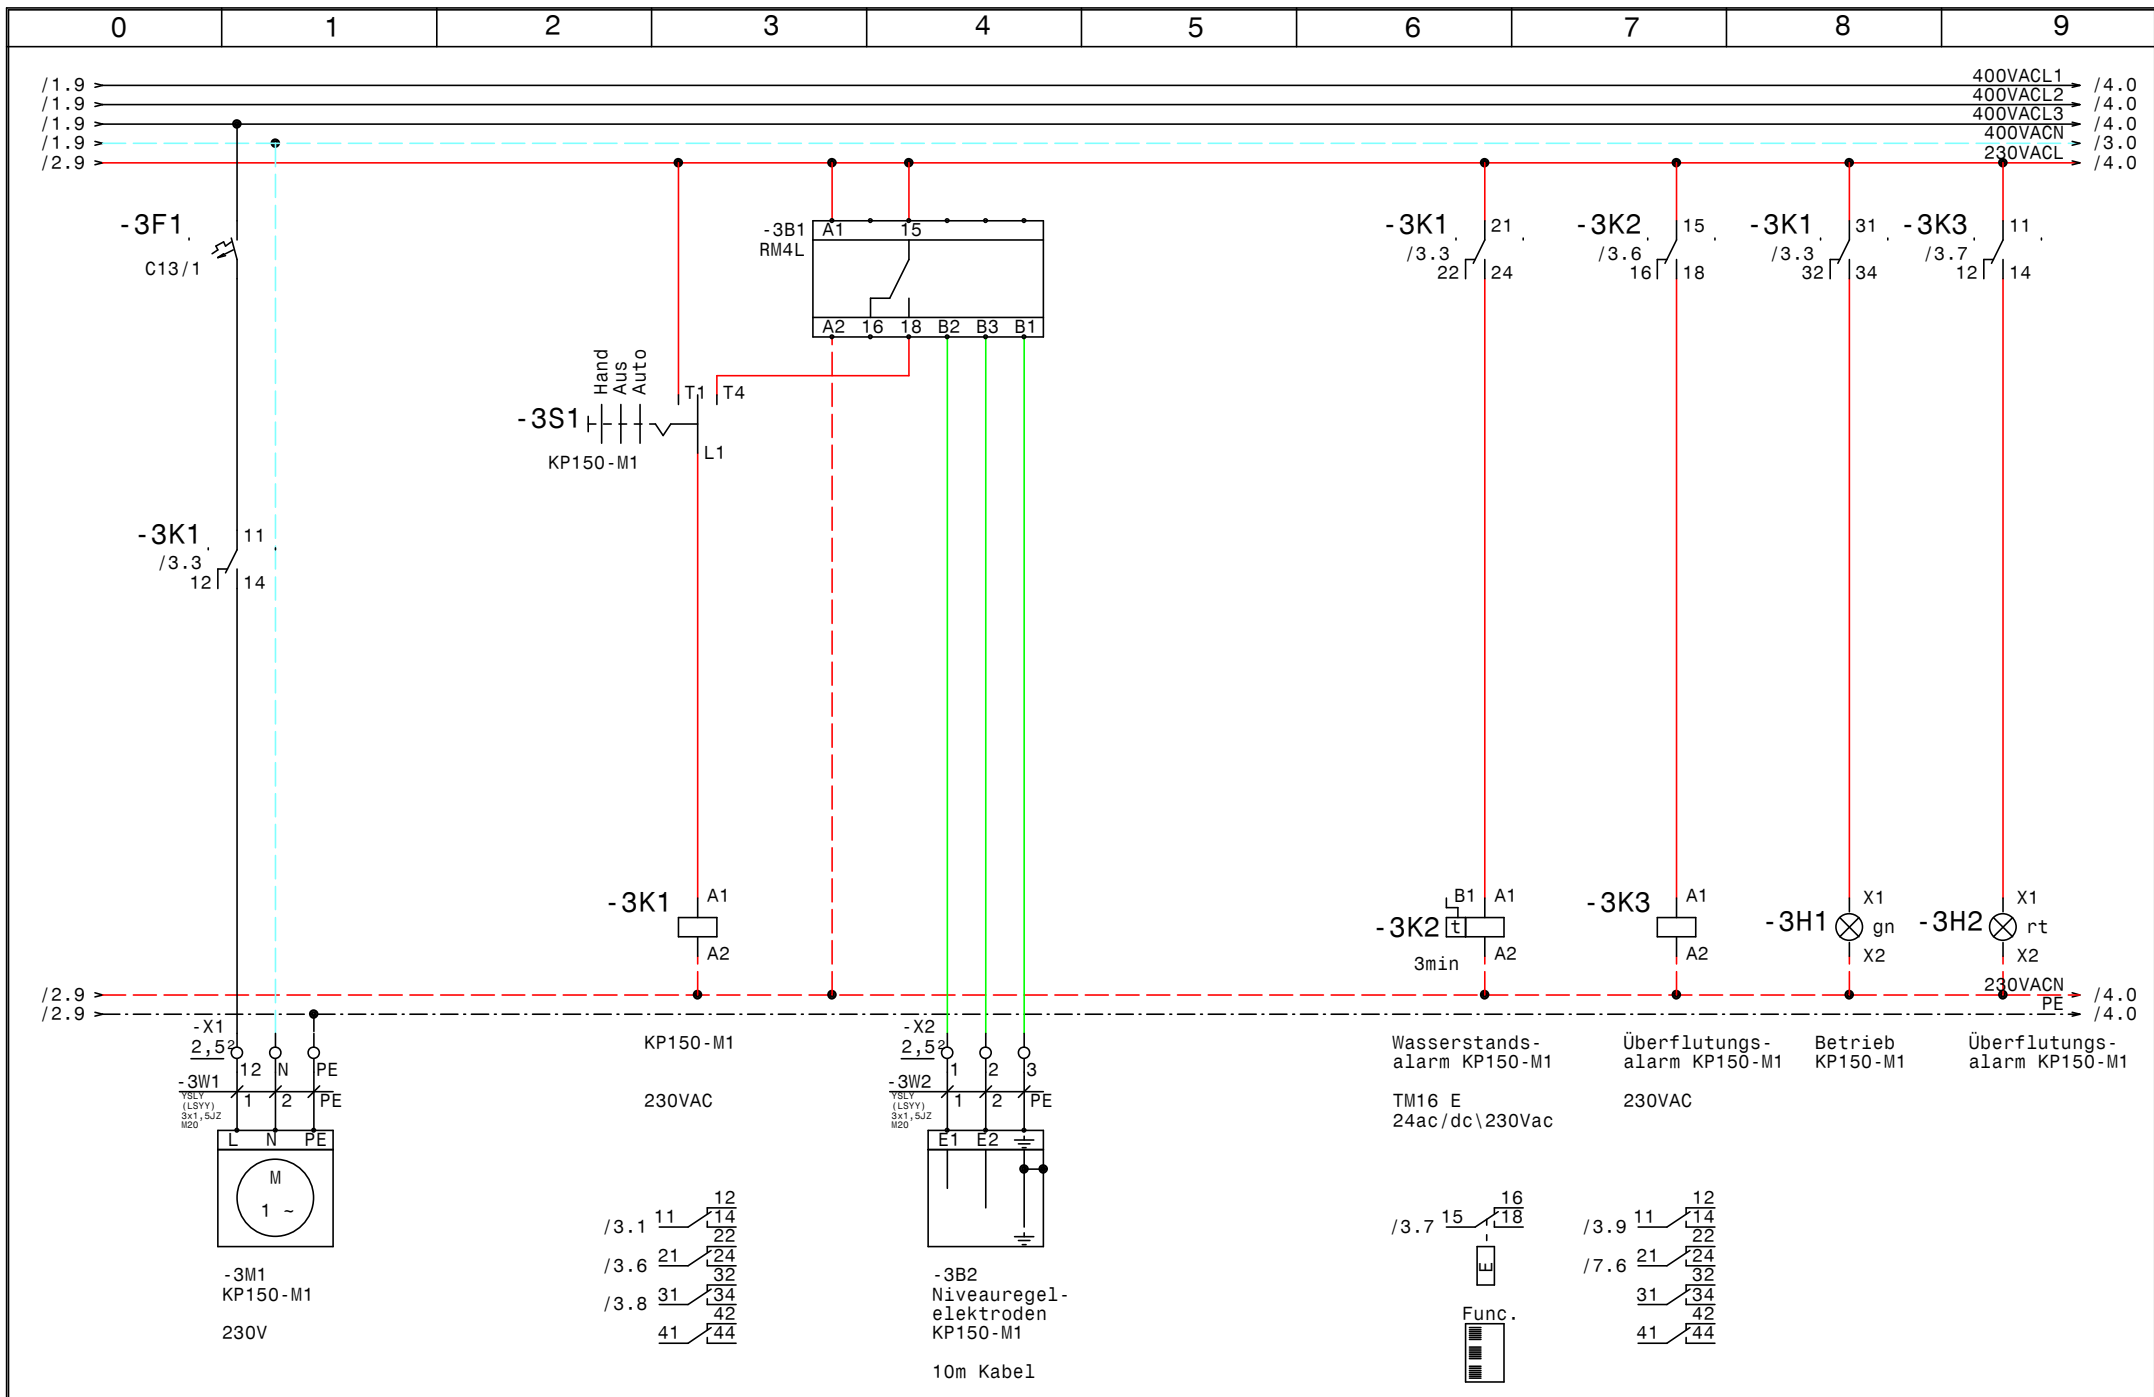 0 1 2 3 4 5 6 7 8 9
/1.9 400VACL1 /4.0
/1.9 400VACL2 /4.0
/1.9 400VACL3 /4.0
/1.9 400VACN /3.0
/2.9 230VACL /4.0
-3F1
C13/1
-3B1 A1 15
RM4L
A2 16 18 B2 B3 B1
-3K1 21
/3.3
22 24
-3K2 15
/3.6
16 18
-3K1 31
/3.3
32 34
-3K3 11
/3.7
12 14
Hand
Aus
Auto
T1 T4
-3S1
L1
KP150-M1
-3K1 11
/3.3
12 14
-3K1 A1
A2
B1 A1
-3K2 t
A2
3min
-3K3 A1
A2
X1
-3H1 gn
X2
X1
-3H2 rt
X2
/2.9 230VACN /4.0
/2.9 PE /4.0
-X1
2,5²
12 N PE
-3W1
YSLY
(LSYY)
3x1,5JZ
M20
1 2 PE
L N PE
M
1 ~
-3M1
KP150-M1
230V
KP150-M1
230VAC
12
/3.1 11 14
22
/3.6 21 24
32
/3.8 31 34
42
41 44
-X2
2,5²
1 2 3
-3W2
YSLY
(LSYY)
3x1,5JZ
M20
1 2 PE
E1 E2
-3B2
Niveauregel-
elektroden
KP150-M1
10m Kabel
Wasserstands-
alarm KP150-M1
TM16 E
24ac/dc\230Vac
16
/3.7 15 18
E
Func.
Überflutungs-
alarm KP150-M1
230VAC
12
/3.9 11 14
22
/7.6 21 24
32
31 34
42
41 44
Betrieb
KP150-M1
Überflutungs-
alarm KP150-M1